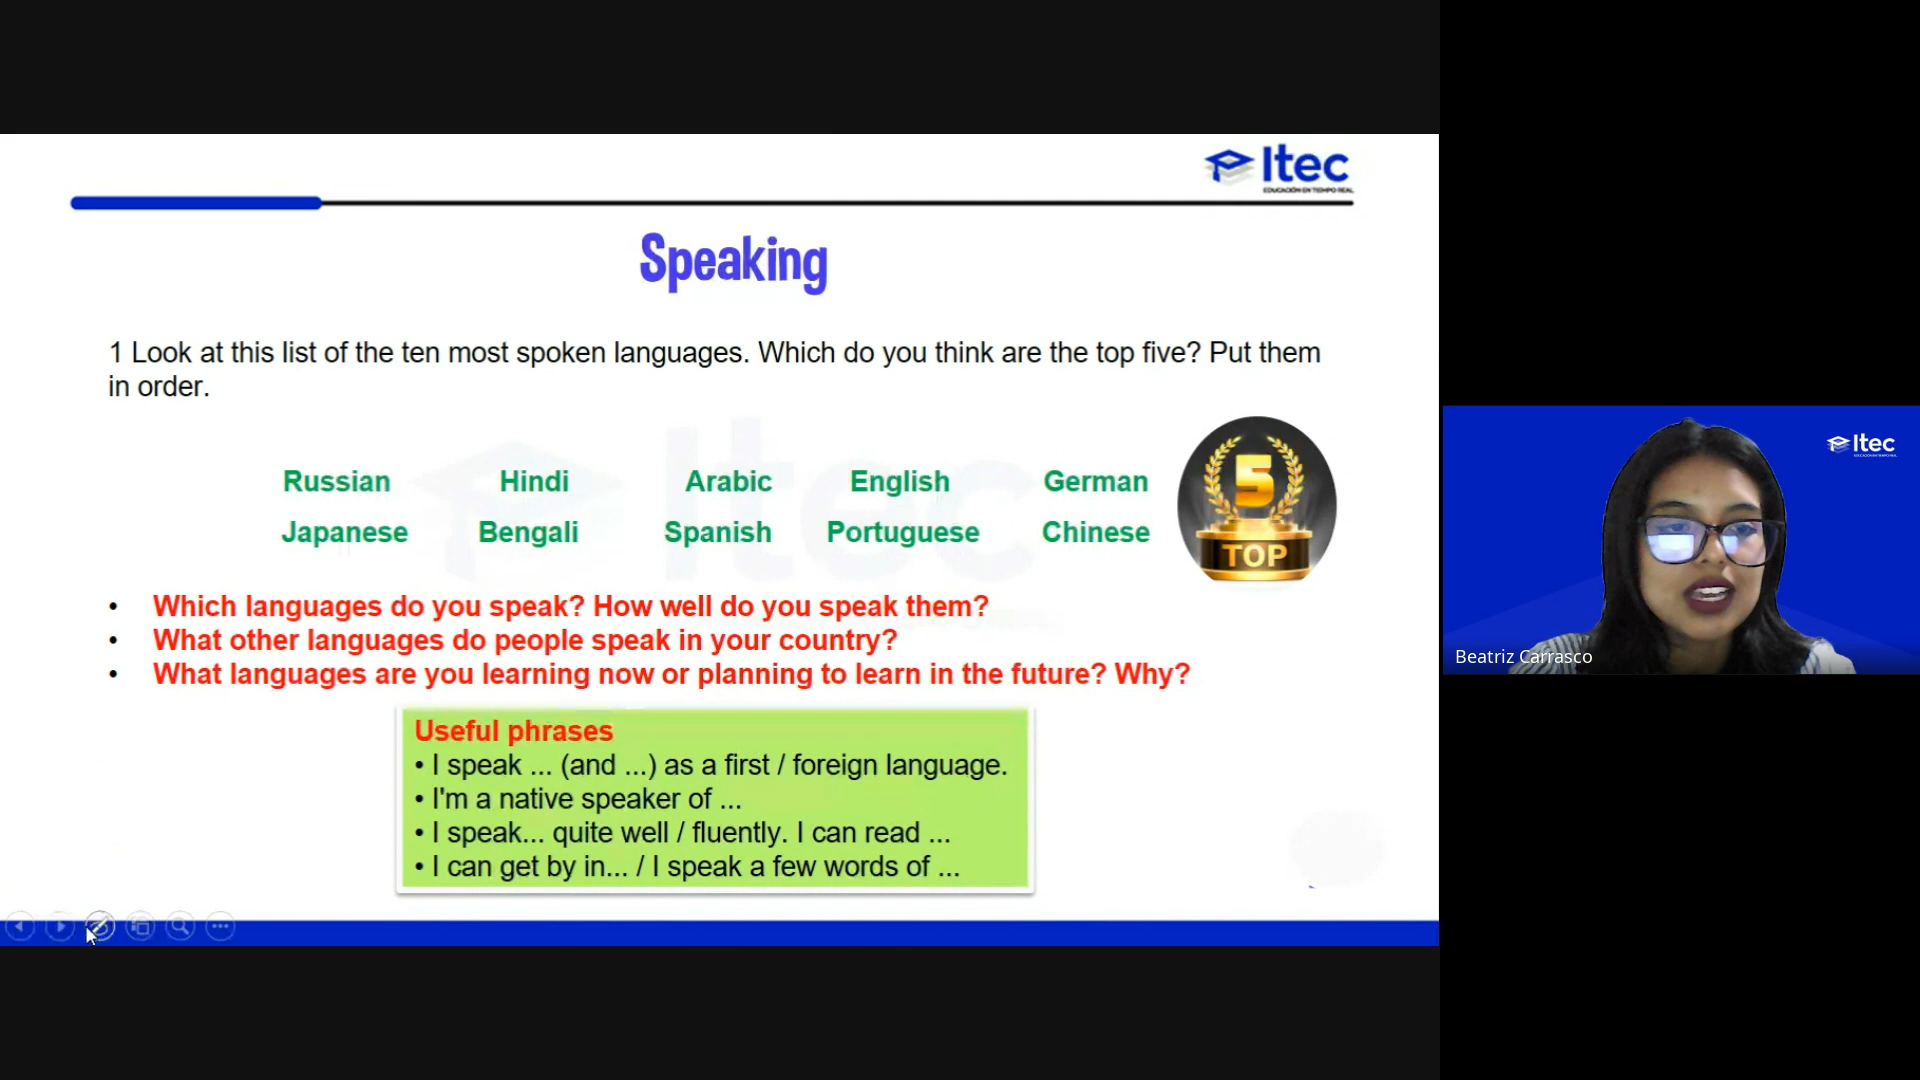 Itec
EDUCACIÓN EN TIEMPO REAL
Speaking
1 Look at this list of the ten most spoken languages. Which do you think are the top five? Put them
in order.
Russian Hindi Arabic English German
Japanese Bengali Spanish Portuguese Chinese
5
TOP
• Which languages do you speak? How well do you speak them?
• What other languages do people speak in your country?
• What languages are you learning now or planning to learn in the future? Why?
Useful phrases
• I speak ... (and ...) as a first / foreign language.
• I'm a native speaker of ...
• I speak... quite well / fluently. I can read ...
• I can get by in... / I speak a few words of ...
Itec
Beatriz Carrasco